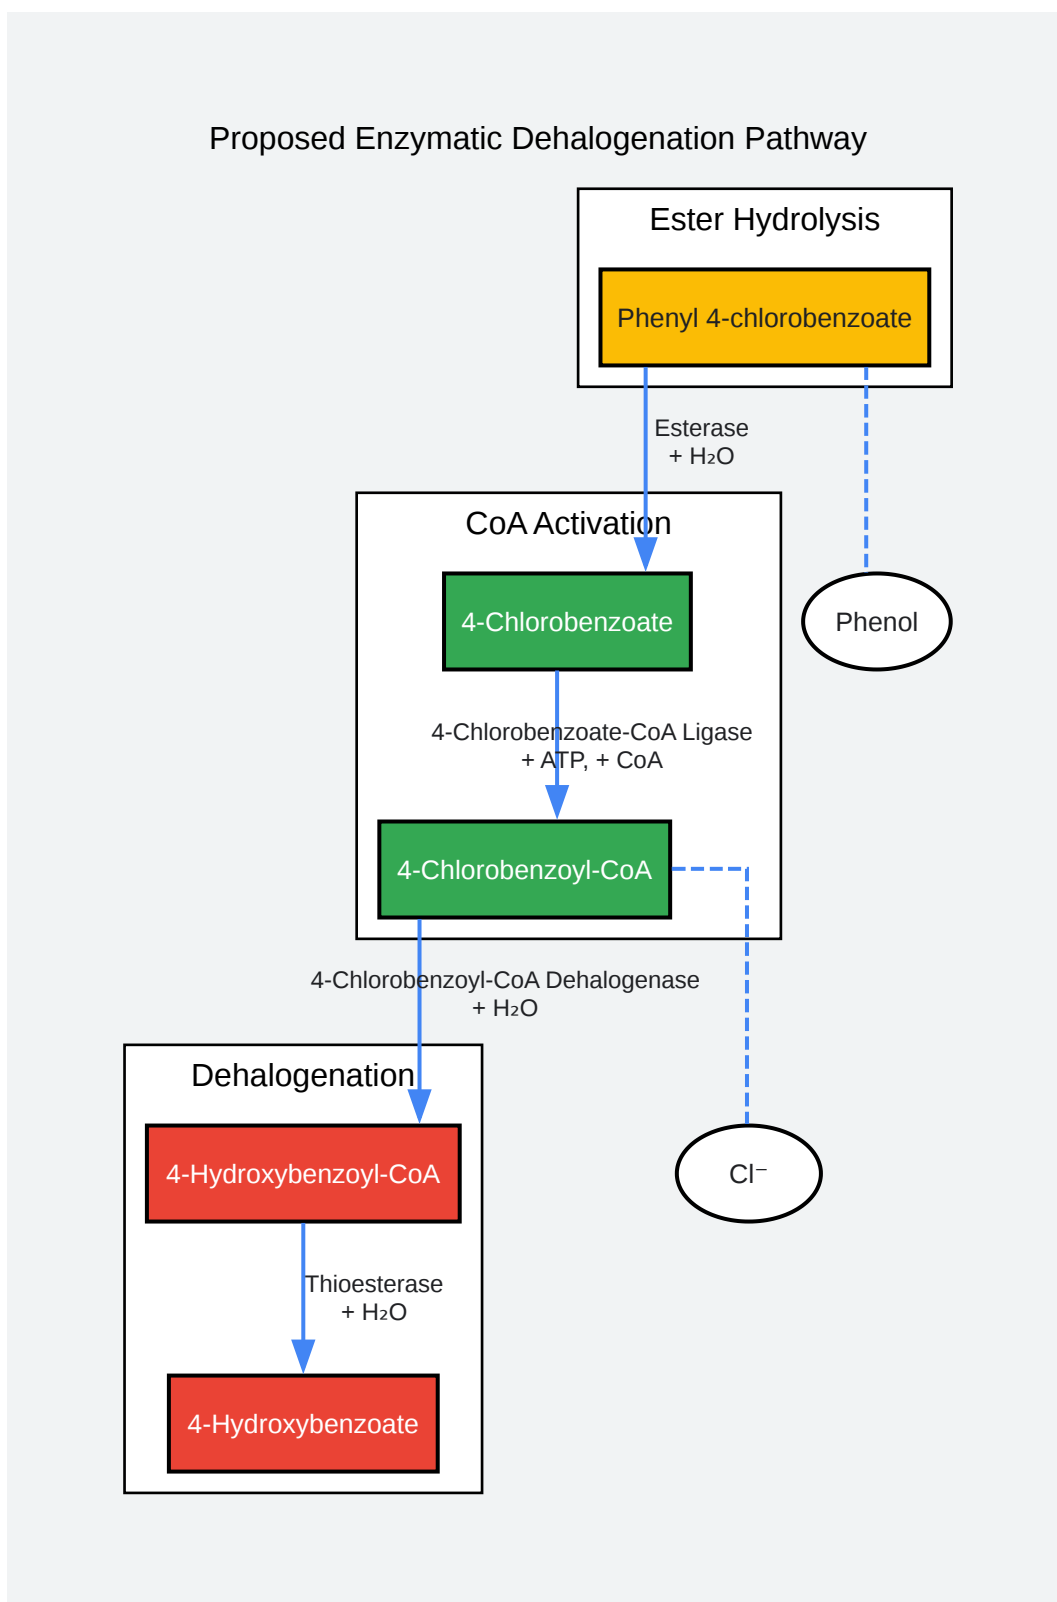 Proposed Enzymatic Dehalogenation Pathway
Ester Hydrolysis
Phenyl 4-chlorobenzoate
Esterase
+ H₂O
CoA Activation
4-Chlorobenzoate
Phenol
4-Chlorobenzoate-CoA Ligase
+ ATP, + CoA
4-Chlorobenzoyl-CoA
4-Chlorobenzoyl-CoA Dehalogenase
+ H₂O
Dehalogenation
4-Hydroxybenzoyl-CoA
Cl⁻
Thioesterase
+ H₂O
4-Hydroxybenzoate